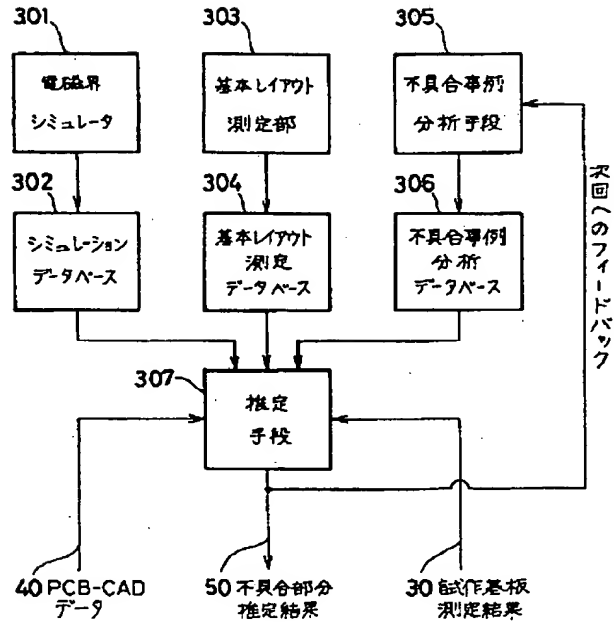 301
電磁界
シミュレータ
303
基本レイアウト
測定部
305
不具合事例
分析手段
302
シミュレーション
データベース
304
基本レイアウト
測定
データベース
306
不具合事例
分析
データベース
次回へのフィードバック
307
推定
手段
40 PCB-CAD
データ
50 不具合部分
推定結果
30 試作基板
測定結果